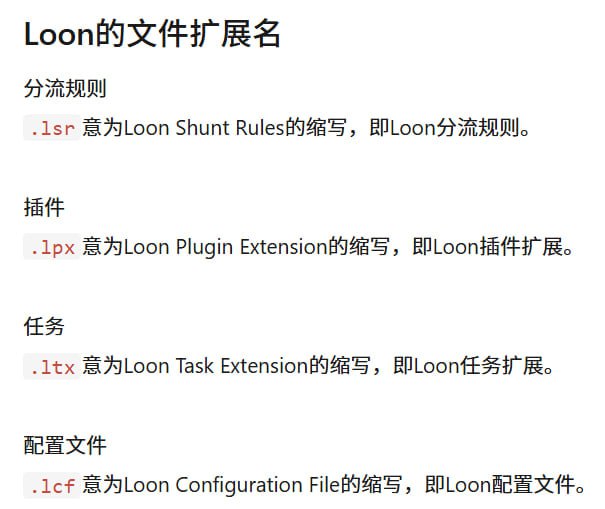 Loon的文件扩展名
分流规则
.lsr 意为Loon Shunt Rules的缩写，即Loon分流规则。
插件
.lpx 意为Loon Plugin Extension的缩写，即Loon插件扩展。
任务
.ltx 意为Loon Task Extension的缩写，即Loon任务扩展。
配置文件
.lcf 意为Loon Configuration File的缩写，即Loon配置文件。